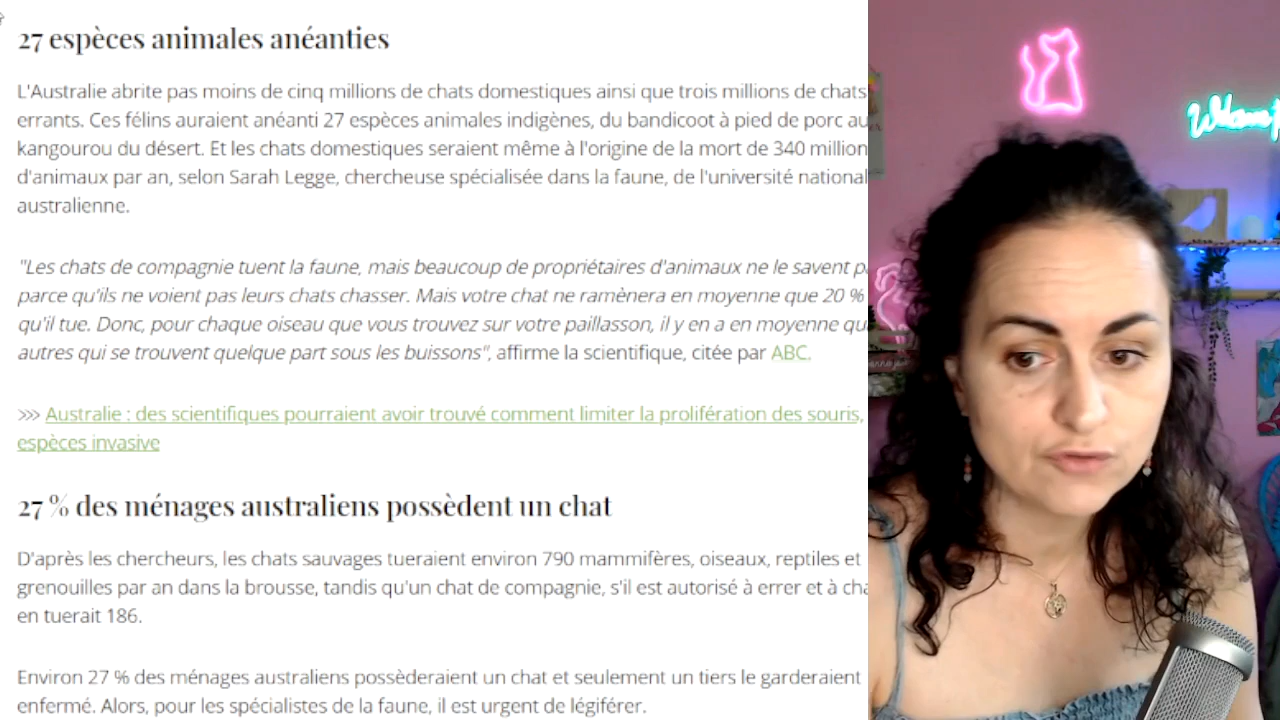 27 espèces animales anéanties
L'Australie abrite pas moins de cinq millions de chats domestiques ainsi que trois millions de chats
errants. Ces félins auraient anéanti 27 espèces animales indigènes, du bandicoot à pied de porc au
kangourou du désert. Et les chats domestiques seraient même à l'origine de la mort de 340 million
d'animaux par an, selon Sarah Legge, chercheuse spécialisée dans la faune, de l'université national
australienne.
"Les chats de compagnie tuent la faune, mais beaucoup de propriétaires d'animaux ne le savent p
parce qu'ils ne voient pas leurs chats chasser. Mais votre chat ne ramènera en moyenne que 20 %
qu'il tue. Donc, pour chaque oiseau que vous trouvez sur votre paillasson, il y en a en moyenne qu
autres qui se trouvent quelque part sous les buissons", affirme la scientifique, citée par ABC.
>>> Australie : des scientifiques pourraient avoir trouvé comment limiter la prolifération des souris,
espèces invasive
27 % des ménages australiens possèdent un chat
D'après les chercheurs, les chats sauvages tueraient environ 790 mammifères, oiseaux, reptiles et
grenouilles par an dans la brousse, tandis qu'un chat de compagnie, s'il est autorisé à errer et à cha
en tuerait 186.
Environ 27 % des ménages australiens possèderaient un chat et seulement un tiers le garderaient
enfermé. Alors, pour les spécialistes de la faune, il est urgent de légiférer.